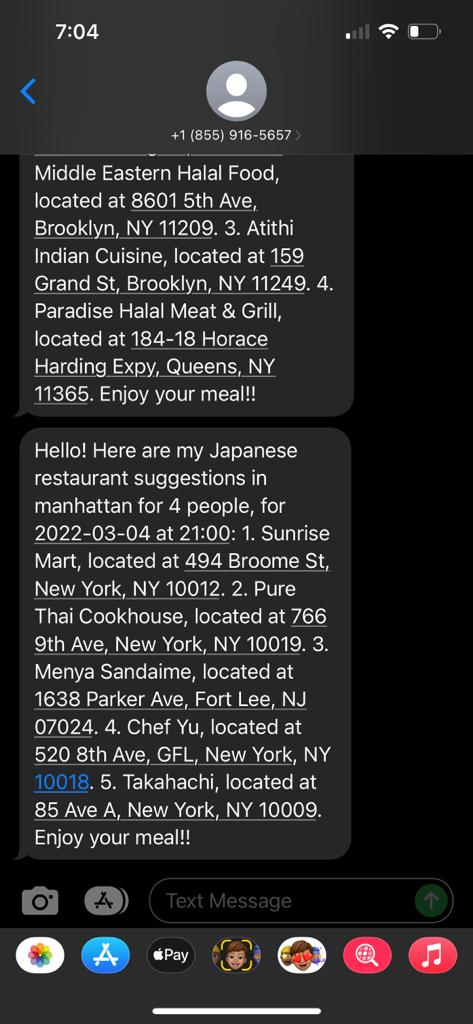 7:04
+1 (855) 916-5657 >
Middle Eastern Halal Food,
located at 8601 5th Ave,
Brooklyn, NY 11209. 3. Atithi
Indian Cuisine, located at 159
Grand St, Brooklyn, NY 11249. 4.
Paradise Halal Meat & Grill,
located at 184-18 Horace
Harding Expy, Queens, NY
11365. Enjoy your meal!!
Hello! Here are my Japanese
restaurant suggestions in
manhattan for 4 people, for
2022-03-04 at 21:00: 1. Sunrise
Mart, located at 494 Broome St,
New York, NY 10012. 2. Pure
Thai Cookhouse, located at 766
9th Ave, New York, NY 10019. 3.
Menya Sandaime, located at
1638 Parker Ave, Fort Lee, NJ
07024. 4. Chef Yu, located at
520 8th Ave, GFL, New York, NY
10018. 5. Takahachi, located at
85 Ave A, New York, NY 10009.
Enjoy your meal!!
Text Message
Pay